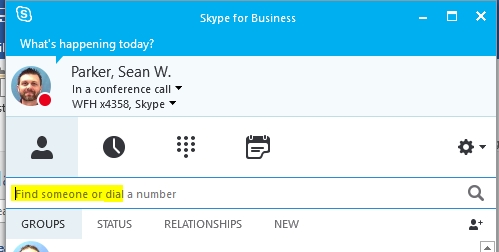 Skype for Business
What's happening today?
Parker, Sean W.
In a conference call
WFH x4358, Skype
Find someone or dial a number
GROUPS STATUS RELATIONSHIPS NEW